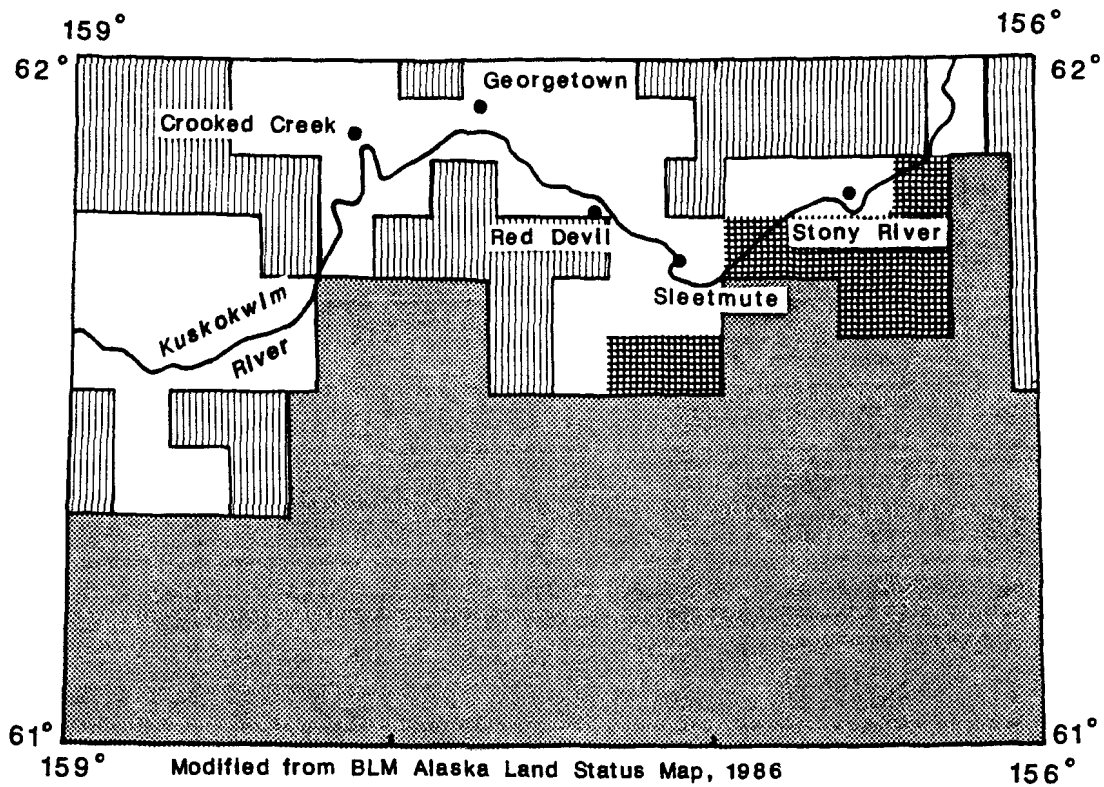 159° 156°
62° 62°
Georgetown
Crooked Creek
Red Devil
Stony River
Sleetmute
Kuskokwim
River
61° 61°
159° Modified from BLM Alaska Land Status Map, 1986 156°